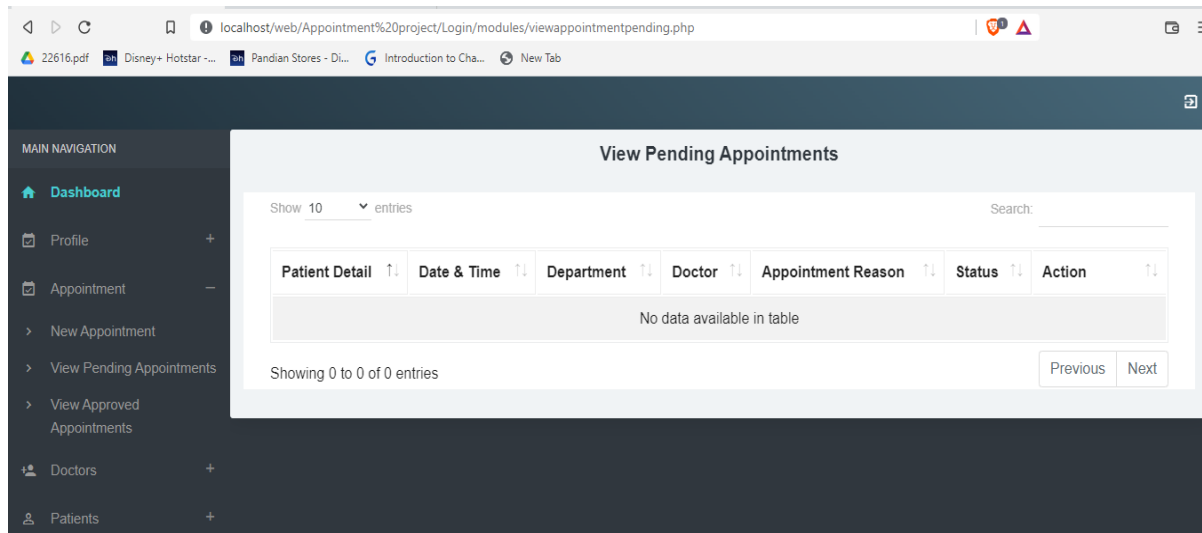 localhost/web/Appointment%20project/Login/modules/viewappointmentpending.php
22616.pdf Disney+ Hotstar -... Pandian Stores - Di... Introduction to Cha... New Tab
MAIN NAVIGATION
Dashboard
Profile +
Appointment −
New Appointment
View Pending Appointments
View Approved
Appointments
Doctors +
Patients +
View Pending Appointments
Show 10 entries Search:
Patient Detail Date & Time Department Doctor Appointment Reason Status Action
No data available in table
Showing 0 to 0 of 0 entries Previous Next